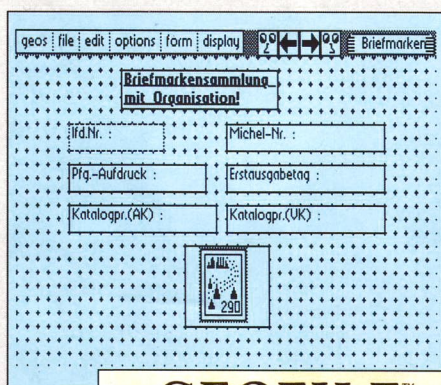 geos file edit options form display Briefmarken
Briefmarkensammlung
mit Organisation!
lfd.Nr. : Michel-Nr. :
Pfg.-Aufdruck : Erstausgabetag :
Katalogpr.(AK) : Katalogpr.(VK) :
290